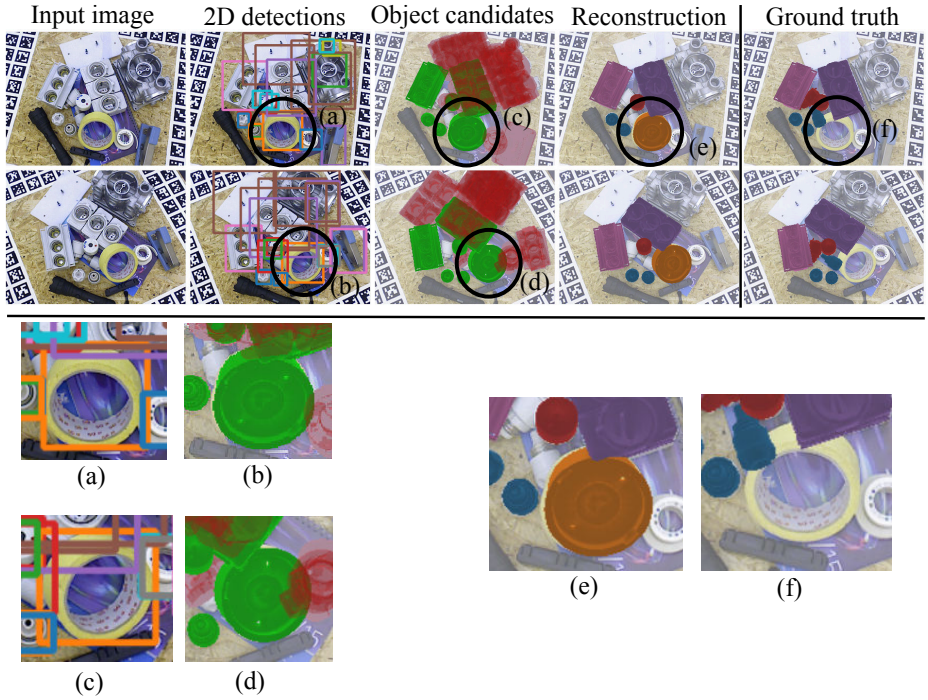 Input image 2D detections Object candidates Reconstruction Ground truth
(a) (c) (e) (f)
(b) (d)
(a) (b)
(e) (f)
(c) (d)